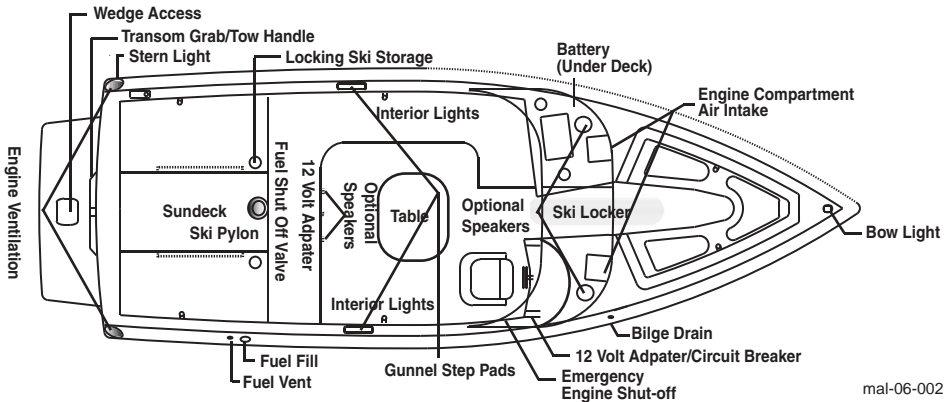 Wedge Access
Transom Grab/Tow Handle
Stern Light
Locking Ski Storage
Battery
(Under Deck)
Engine Compartment
Air Intake
Interior Lights
Engine Ventilation
Fuel Shut Off Valve
12 Volt Adpater
Optional
Speakers
Table
Optional
Speakers
Ski Locker
Sundeck
Ski Pylon
Bow Light
Interior Lights
Bilge Drain
12 Volt Adpater/Circuit Breaker
Fuel Fill
Fuel Vent
Gunnel Step Pads
Emergency
Engine Shut-off
mal-06-002